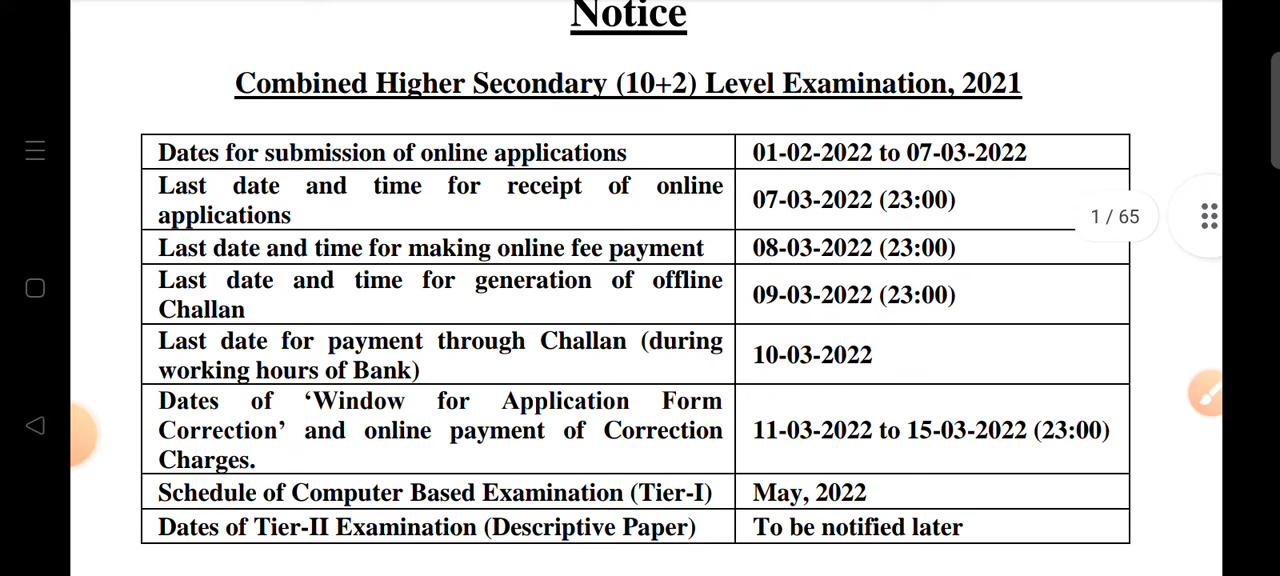 Notice
Combined Higher Secondary (10+2) Level Examination, 2021
Dates for submission of online applications 01-02-2022 to 07-03-2022
Last date and time for receipt of online
applications 07-03-2022 (23:00)
1 / 65
Last date and time for making online fee payment 08-03-2022 (23:00)
Last date and time for generation of offline
Challan 09-03-2022 (23:00)
Last date for payment through Challan (during
working hours of Bank) 10-03-2022
Dates of ‘Window for Application Form
Correction’ and online payment of Correction
Charges. 11-03-2022 to 15-03-2022 (23:00)
Schedule of Computer Based Examination (Tier-I) May, 2022
Dates of Tier-II Examination (Descriptive Paper) To be notified later